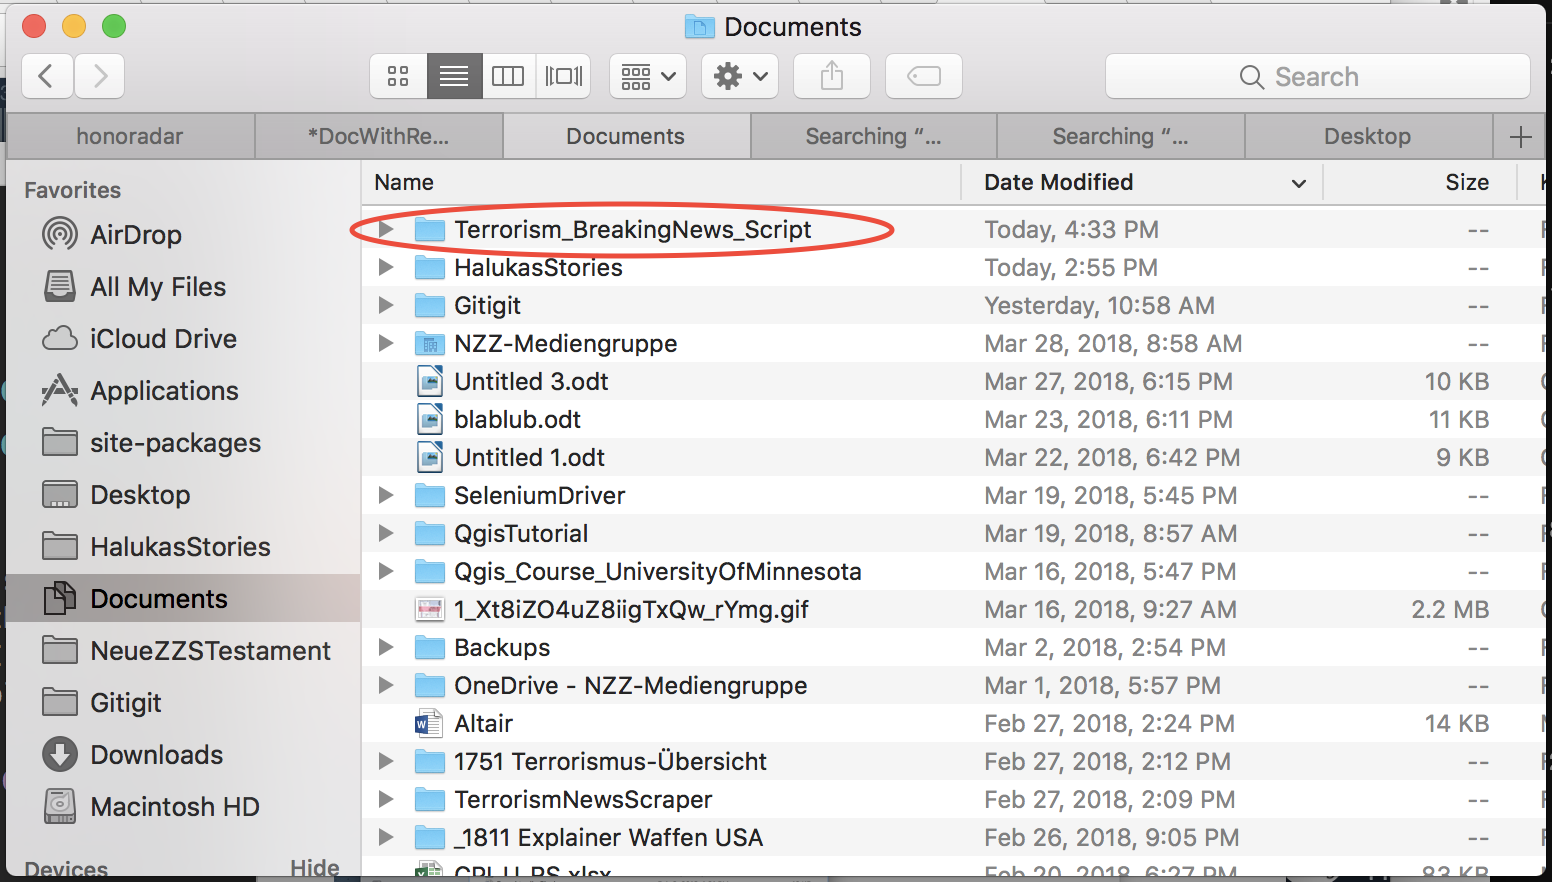 Documents
Search
honoradar
*DocWithRe...
Documents
Searching “...
Searching “...
Desktop
Favorites
AirDrop
All My Files
iCloud Drive
Applications
site-packages
Desktop
HalukasStories
Documents
NeueZZSTestament
Gitigit
Downloads
Macintosh HD
Devices Hide
Name Date Modified Size
Terrorism_BreakingNews_Script Today, 4:33 PM --
HalukasStories Today, 2:55 PM --
Gitigit Yesterday, 10:58 AM --
NZZ-Mediengruppe Mar 28, 2018, 8:58 AM --
Untitled 3.odt Mar 27, 2018, 6:15 PM 10 KB
blablub.odt Mar 23, 2018, 6:11 PM 11 KB
Untitled 1.odt Mar 22, 2018, 6:42 PM 9 KB
SeleniumDriver Mar 19, 2018, 5:45 PM --
QgisTutorial Mar 19, 2018, 8:57 AM --
Qgis_Course_UniversityOfMinnesota Mar 16, 2018, 5:47 PM --
1_Xt8iZO4uZ8iigTxQw_rYmg.gif Mar 16, 2018, 9:27 AM 2.2 MB
Backups Mar 2, 2018, 2:54 PM --
OneDrive - NZZ-Mediengruppe Mar 1, 2018, 5:57 PM --
Altair Feb 27, 2018, 2:24 PM 14 KB
1751 Terrorismus-Übersicht Feb 27, 2018, 2:12 PM --
TerrorismNewsScraper Feb 27, 2018, 2:09 PM --
_1811 Explainer Waffen USA Feb 26, 2018, 9:05 PM --
Feb 20, 2018, 6:27 PM 83 KB